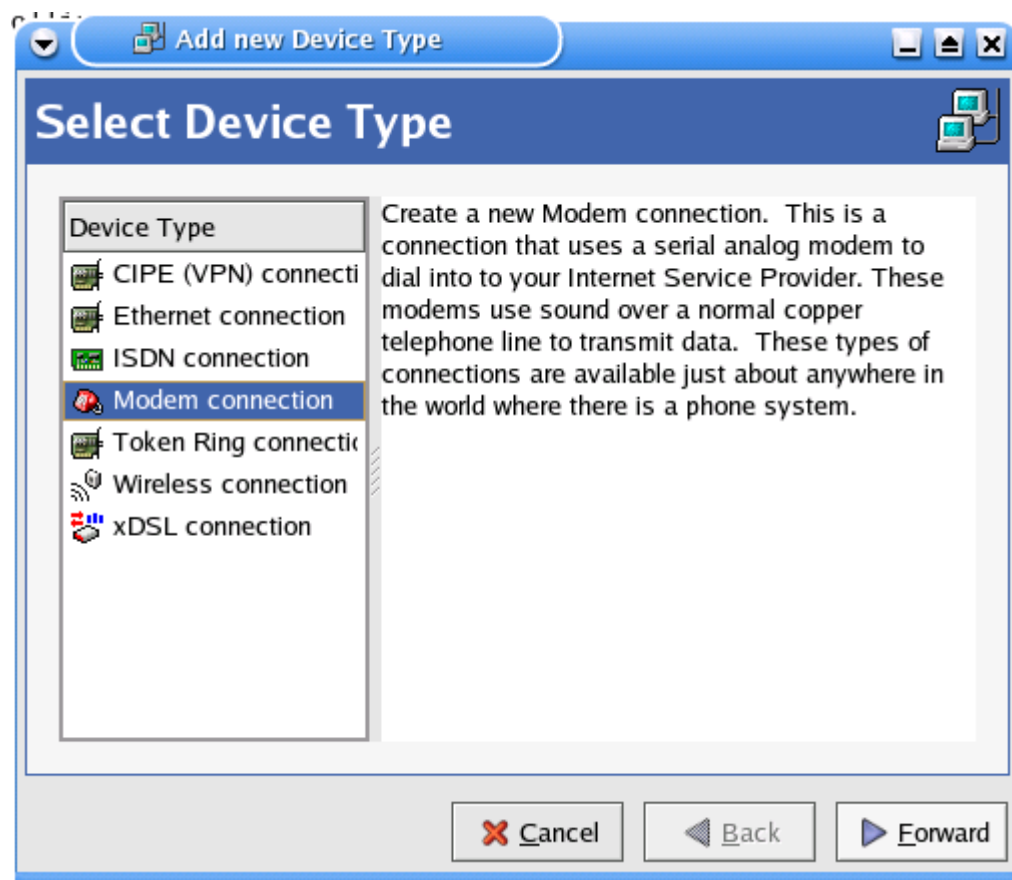 Add new Device Type
Select Device Type
Device Type
CIPE (VPN) connecti
Ethernet connection
ISDN connection
Modem connection
Token Ring connectic
Wireless connection
xDSL connection
Create a new Modem connection.  This is a
connection that uses a serial analog modem to
dial into to your Internet Service Provider. These
modems use sound over a normal copper
telephone line to transmit data.  These types of
connections are available just about anywhere in
the world where there is a phone system.
Cancel
Back
Forward